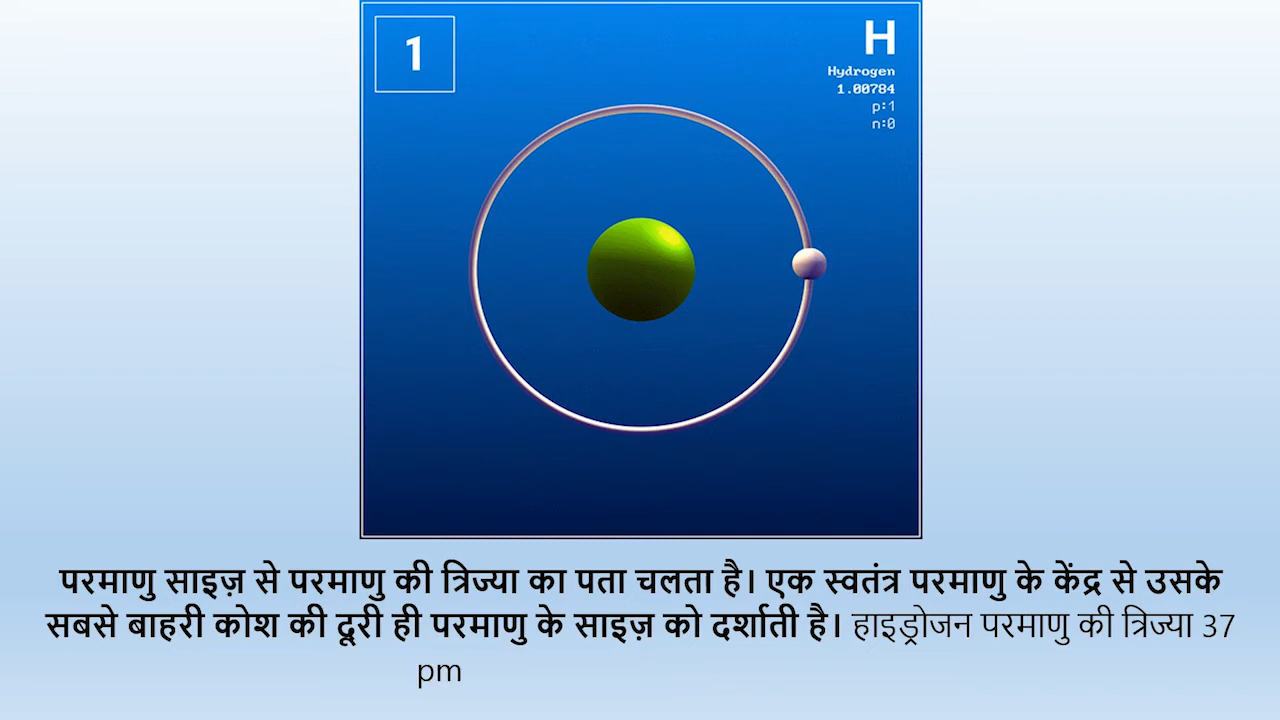 1
H
Hydrogen
1.00784
p:1
n:0
परमाणु साइज़ से परमाणु की त्रिज्या का पता चलता है। एक स्वतंत्र परमाणु के केंद्र से उसके
सबसे बाहरी कोश की दूरी ही परमाणु के साइज़ को दर्शाती है। हाइड्रोजन परमाणु की त्रिज्या 37
pm